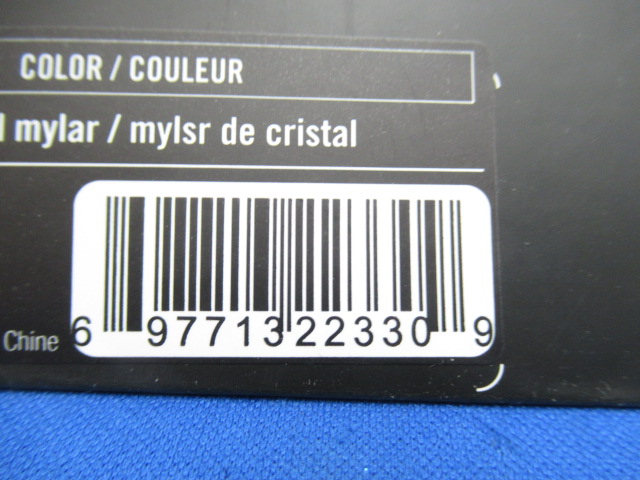 COLOR / COULEUR
mylar / mylsr de cristal
Chine
6 97713 22330 9